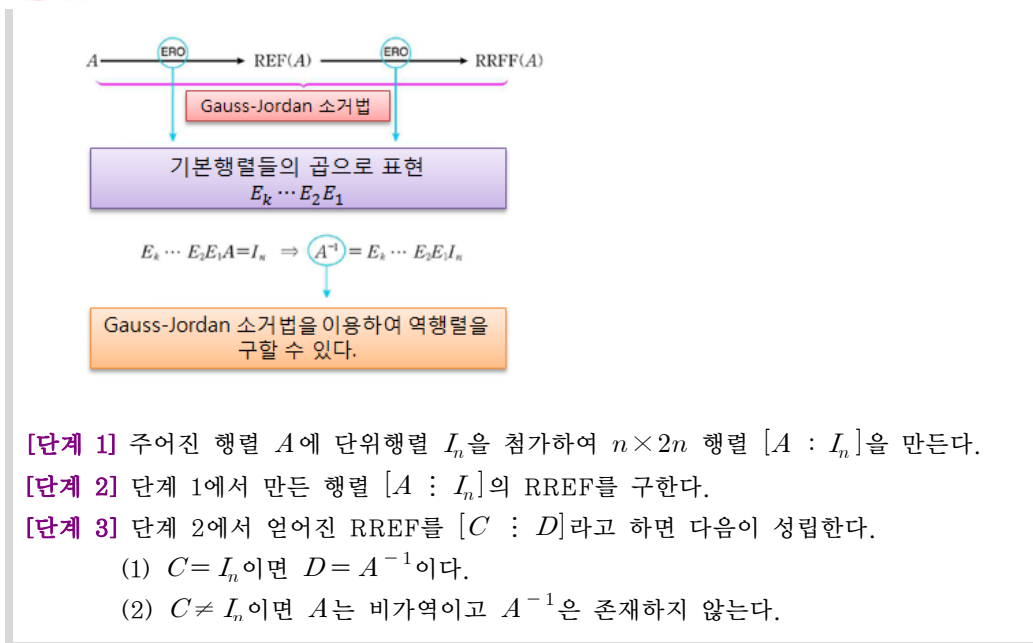 A ERO REF(A) ERO RRFF(A)
Gauss-Jordan 소거법
기본행렬들의 곱으로 표현
E_k ⋯ E_2E_1
E_k ⋯ E_2E_1A=I_n ⇒ A^{-1} = E_k ⋯ E_2E_1I_n
Gauss-Jordan 소거법을 이용하여 역행렬을
구할 수 있다.
[단계 1] 주어진 행렬 A에 단위행렬 I_n을 첨가하여 n×2n 행렬 [A : I_n]을 만든다.
[단계 2] 단계 1에서 만든 행렬 [A ⋮ I_n]의 RREF를 구한다.
[단계 3] 단계 2에서 얻어진 RREF를 [C ⋮ D]라고 하면 다음이 성립한다.
(1) C= I_n이면 D= A^{-1}이다.
(2) C≠ I_n이면 A는 비가역이고 A^{-1}은 존재하지 않는다.